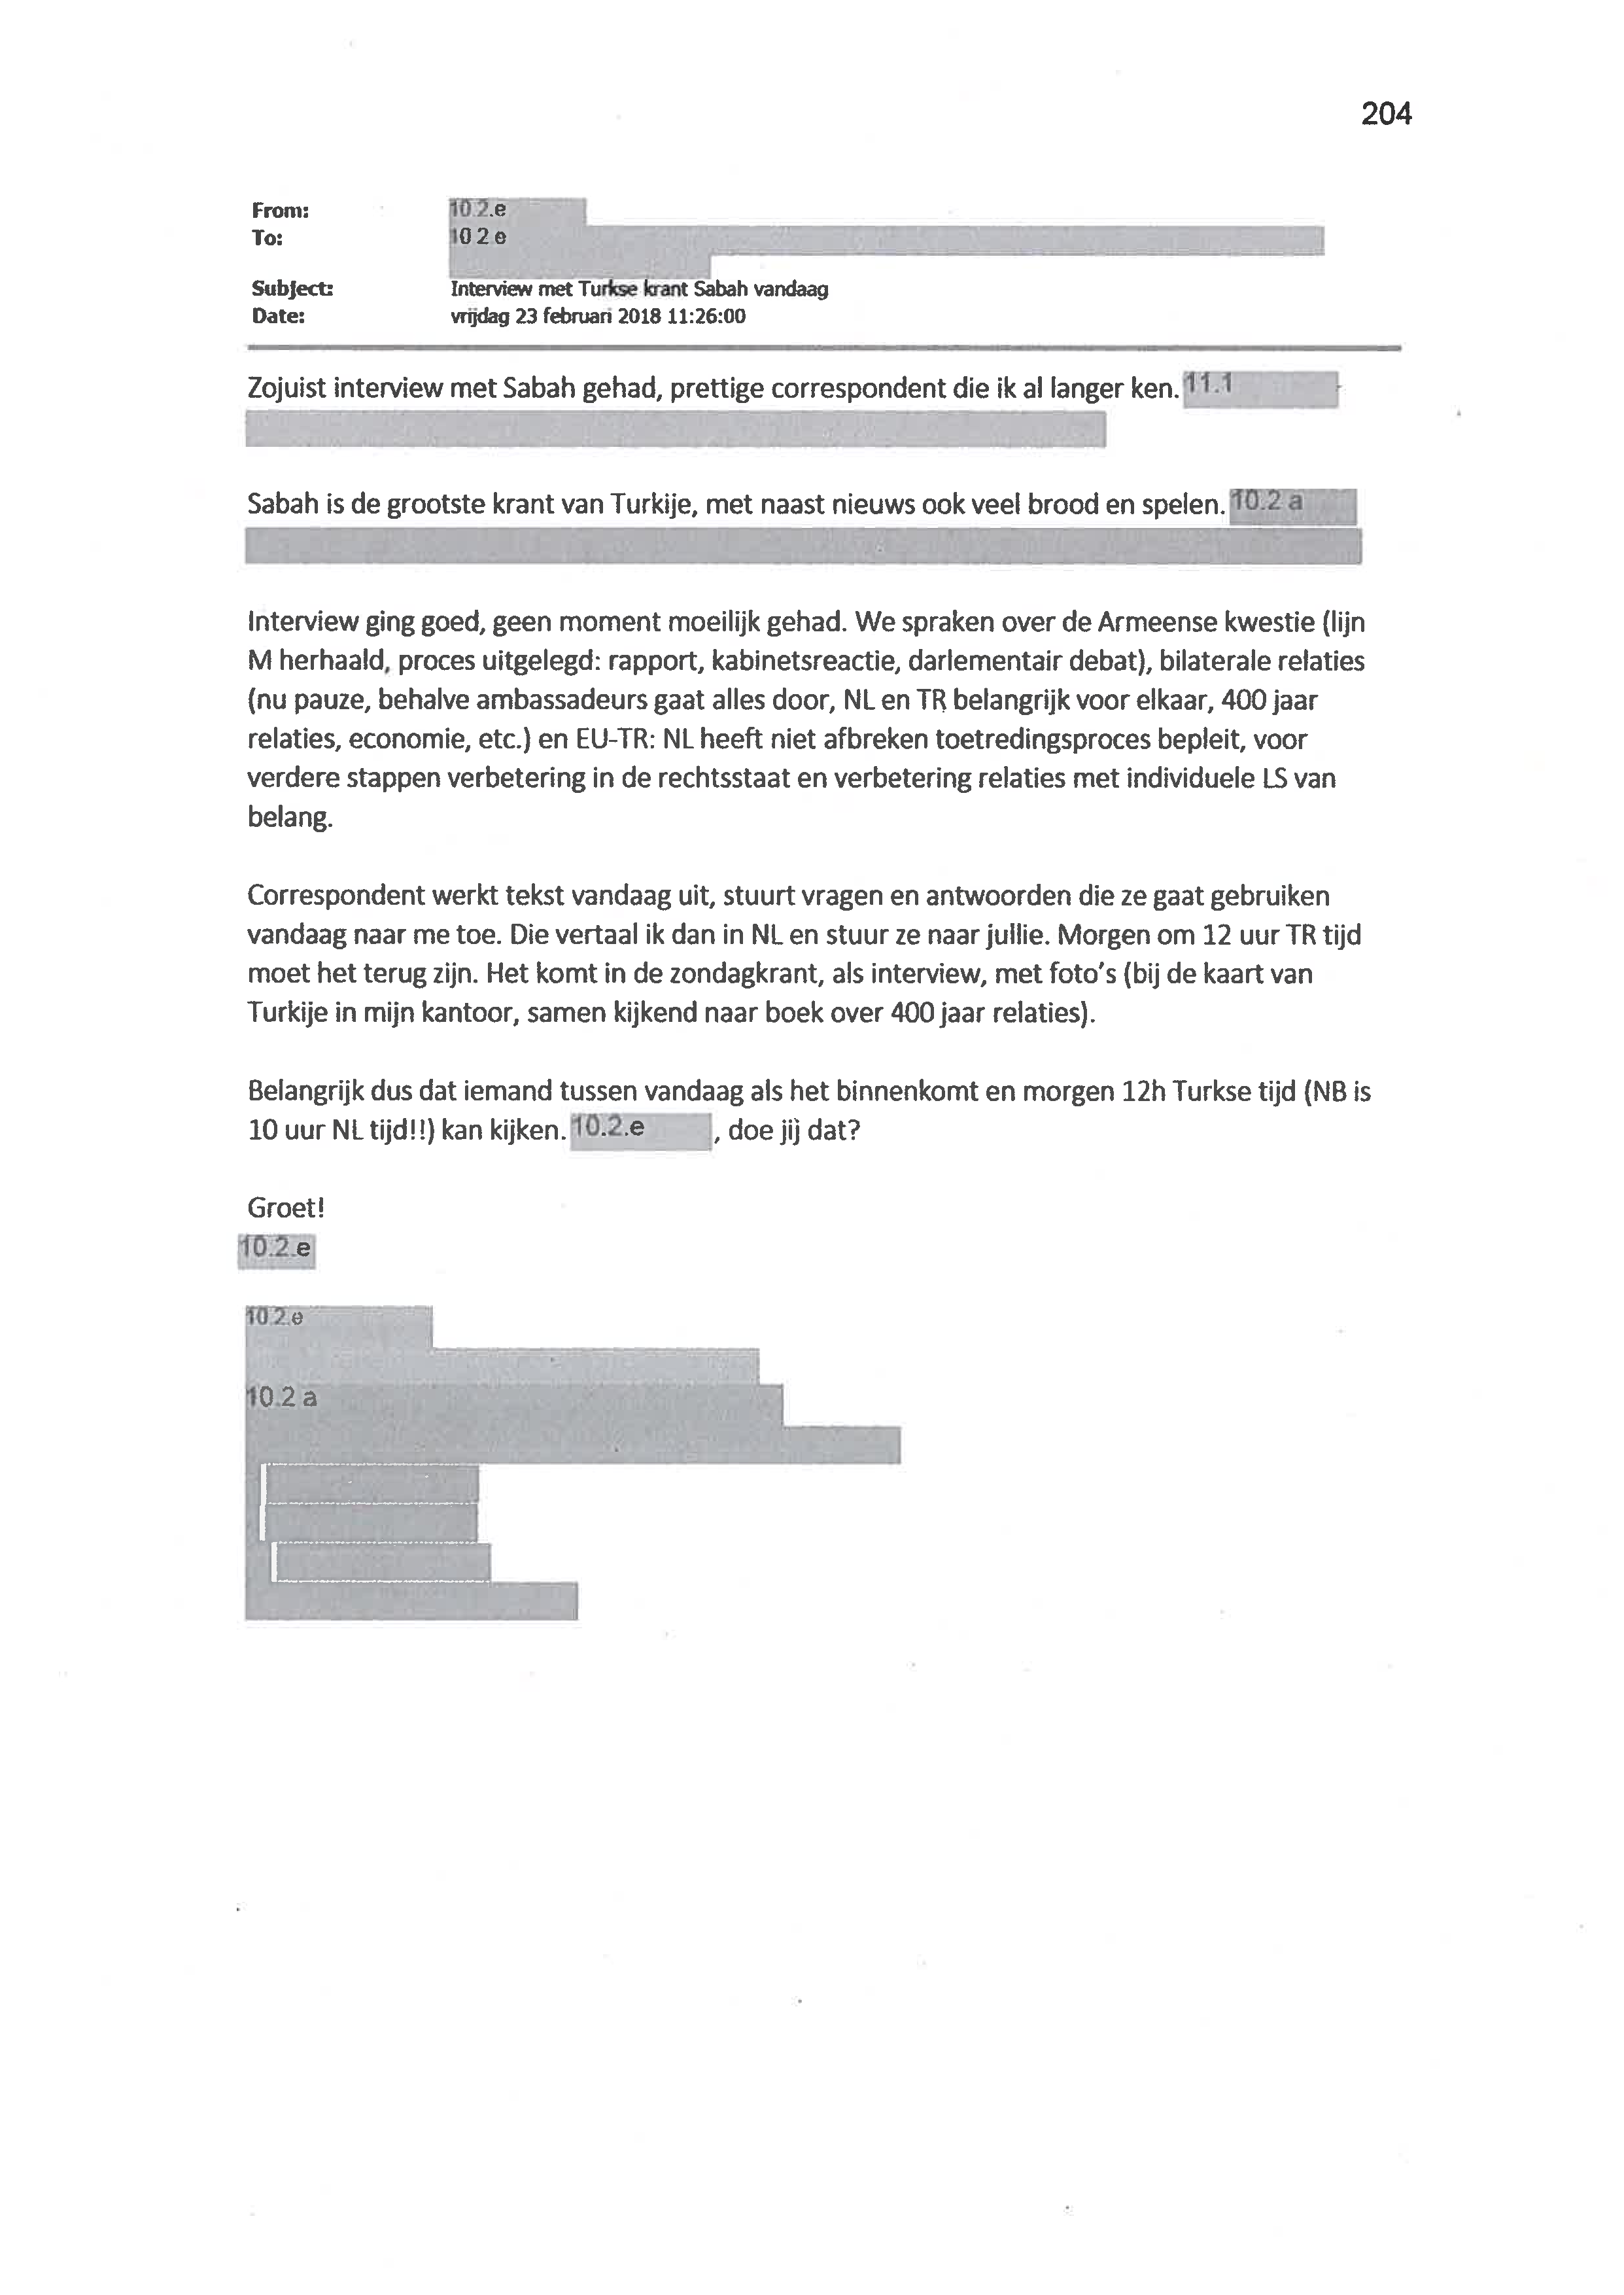 204
From: 10.2.e
To: 10 2 e
Subject: Interview met Turkse krant Sabah vandaag
Date: vrijdag 23 februari 2018 11:26:00
Zojuist interview met Sabah gehad, prettige correspondent die ik al langer ken. 11.1
Sabah is de grootste krant van Turkije, met naast nieuws ook veel brood en spelen. 10.2 a
Interview ging goed, geen moment moeilijk gehad. We spraken over de Armeense kwestie (lijn
M herhaald, proces uitgelegd: rapport, kabinetsreactie, darlementair debat), bilaterale relaties
(nu pauze, behalve ambassadeurs gaat alles door, NL en TR belangrijk voor elkaar, 400 jaar
relaties, economie, etc.) en EU-TR: NL heeft niet afbreken toetredingsproces bepleit, voor
verdere stappen verbetering in de rechtsstaat en verbetering relaties met individuele LS van
belang.
Correspondent werkt tekst vandaag uit, stuurt vragen en antwoorden die ze gaat gebruiken
vandaag naar me toe. Die vertaal ik dan in NL en stuur ze naar jullie. Morgen om 12 uur TR tijd
moet het terug zijn. Het komt in de zondagkrant, als interview, met foto's (bij de kaart van
Turkije in mijn kantoor, samen kijkend naar boek over 400 jaar relaties).
Belangrijk dus dat iemand tussen vandaag als het binnenkomt en morgen 12h Turkse tijd (NB is
10 uur NL tijd!!) kan kijken. 10.2.e , doe jij dat?
Groet!
10.2.e
10.2.e
10.2 a